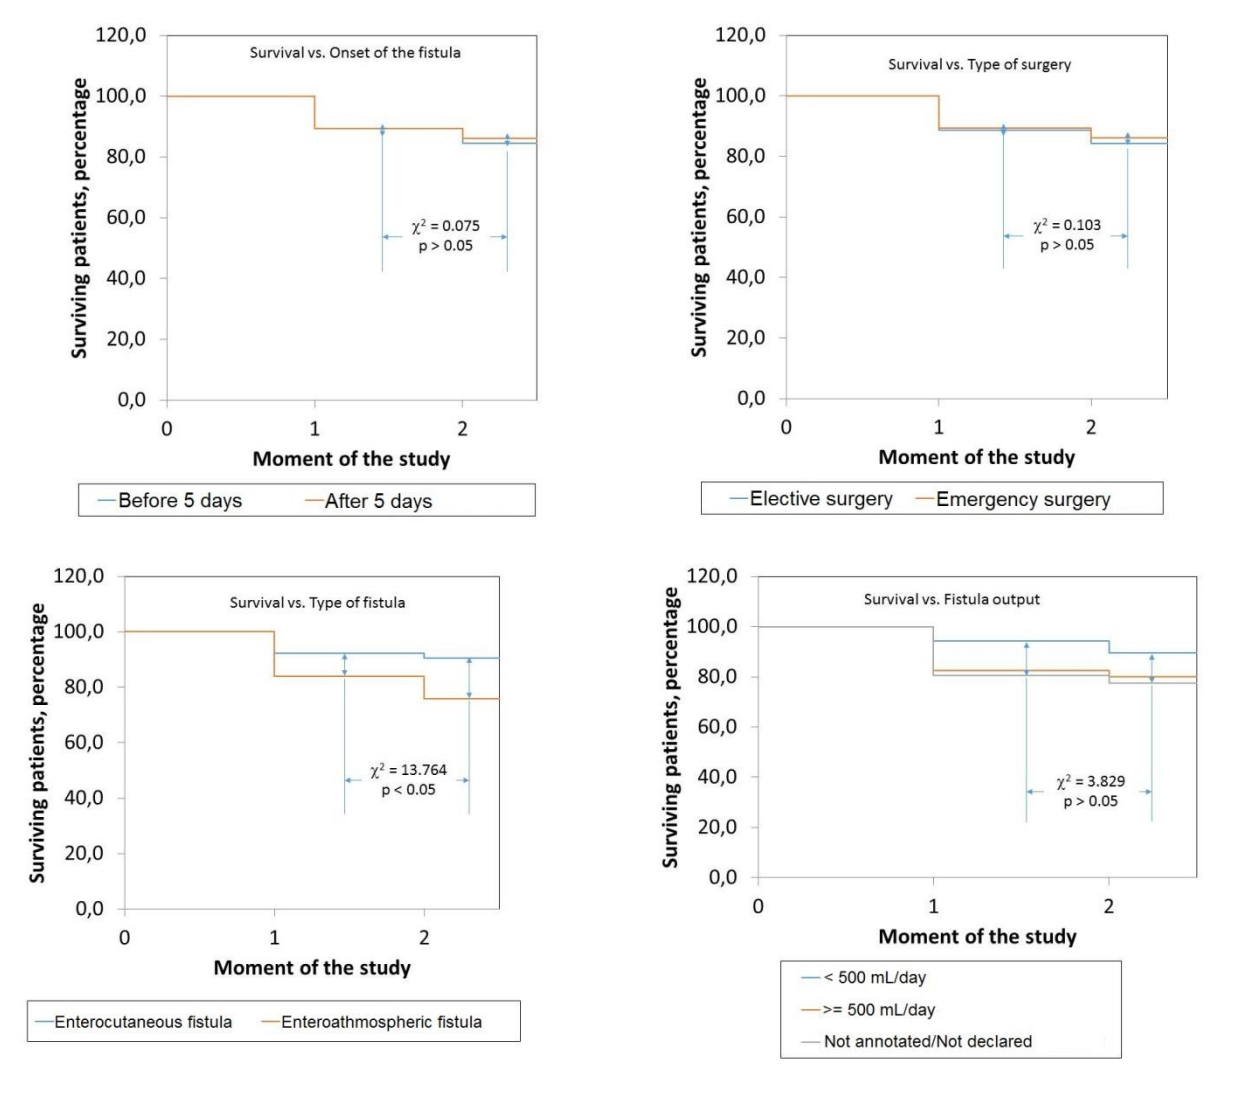 Survival vs. Onset of the fistula
Surviving patients, percentage
120,0
100,0
80,0
60,0
40,0
20,0
0,0
χ² = 0.075
p > 0.05
0 1 2
Moment of the study
Before 5 days After 5 days
Survival vs. Type of surgery
Surviving patients, percentage
120,0
100,0
80,0
60,0
40,0
20,0
0,0
χ² = 0.103
p > 0.05
0 1 2
Moment of the study
Elective surgery Emergency surgery
Survival vs. Type of fistula
Surviving patients, percentage
120,0
100,0
80,0
60,0
40,0
20,0
0,0
χ² = 13.764
p < 0.05
0 1 2
Moment of the study
Enterocutaneous fistula Enteroathmospheric fistula
Survival vs. Fistula output
Surviving patients, percentage
120,0
100,0
80,0
60,0
40,0
20,0
0,0
χ² = 3.829
p > 0.05
0 1 2
Moment of the study
< 500 mL/day
>= 500 mL/day
Not annotated/Not declared